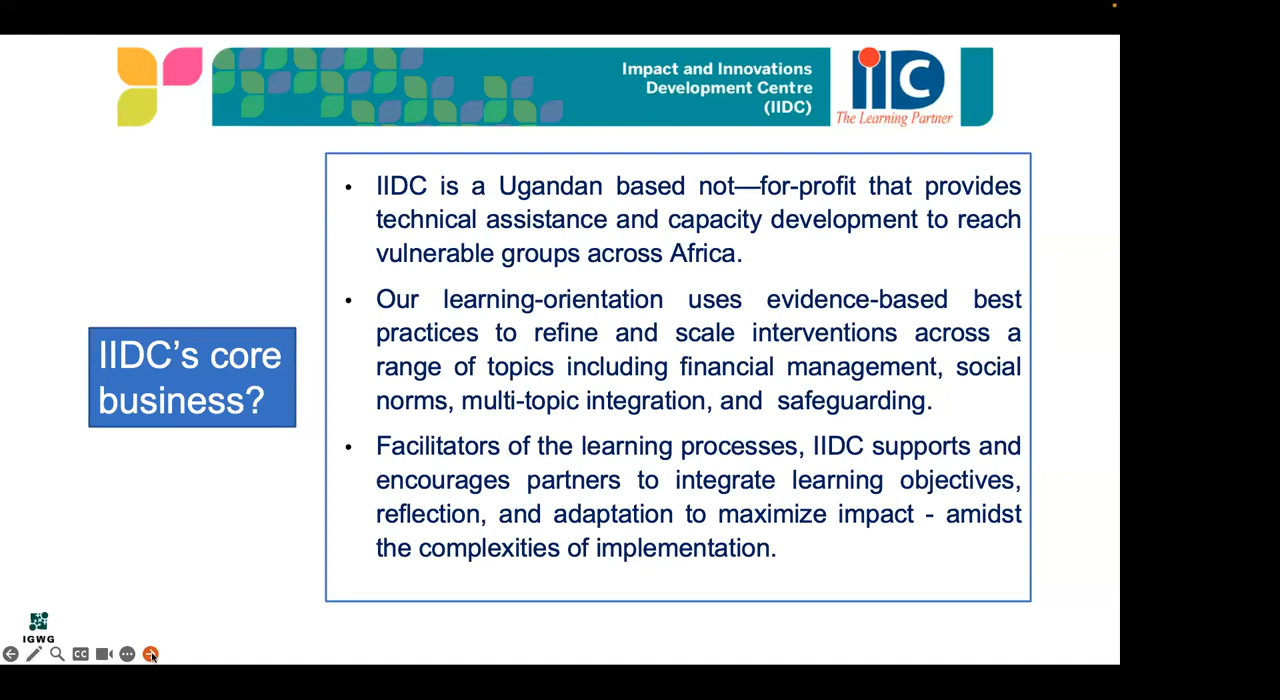 Impact and Innovations
Development Centre
(IIDC)
iIDC
The Learning Partner
IIDC’s core
business?
• IIDC is a Ugandan based not—for-profit that provides
technical assistance and capacity development to reach
vulnerable groups across Africa.
• Our learning-orientation uses evidence-based best
practices to refine and scale interventions across a
range of topics including financial management, social
norms, multi-topic integration, and safeguarding.
• Facilitators of the learning processes, IIDC supports and
encourages partners to integrate learning objectives,
reflection, and adaptation to maximize impact - amidst
the complexities of implementation.
IGWG
CC